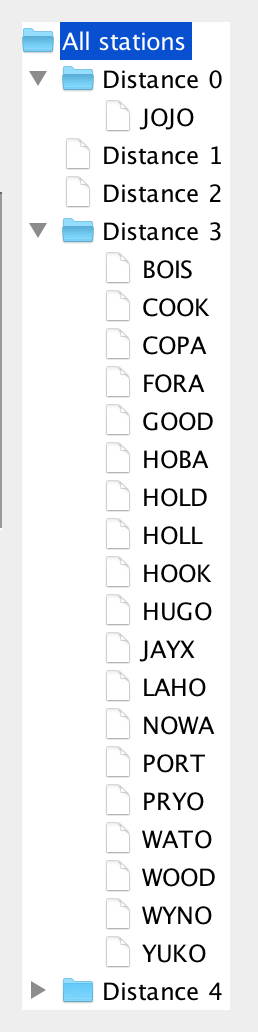 All stations
Distance 0
JOJO
Distance 1
Distance 2
Distance 3
BOIS
COOK
COPA
FORA
GOOD
HOBA
HOLD
HOLL
HOOK
HUGO
JAYX
LAHO
NOWA
PORT
PRYO
WATO
WOOD
WYNO
YUKO
Distance 4